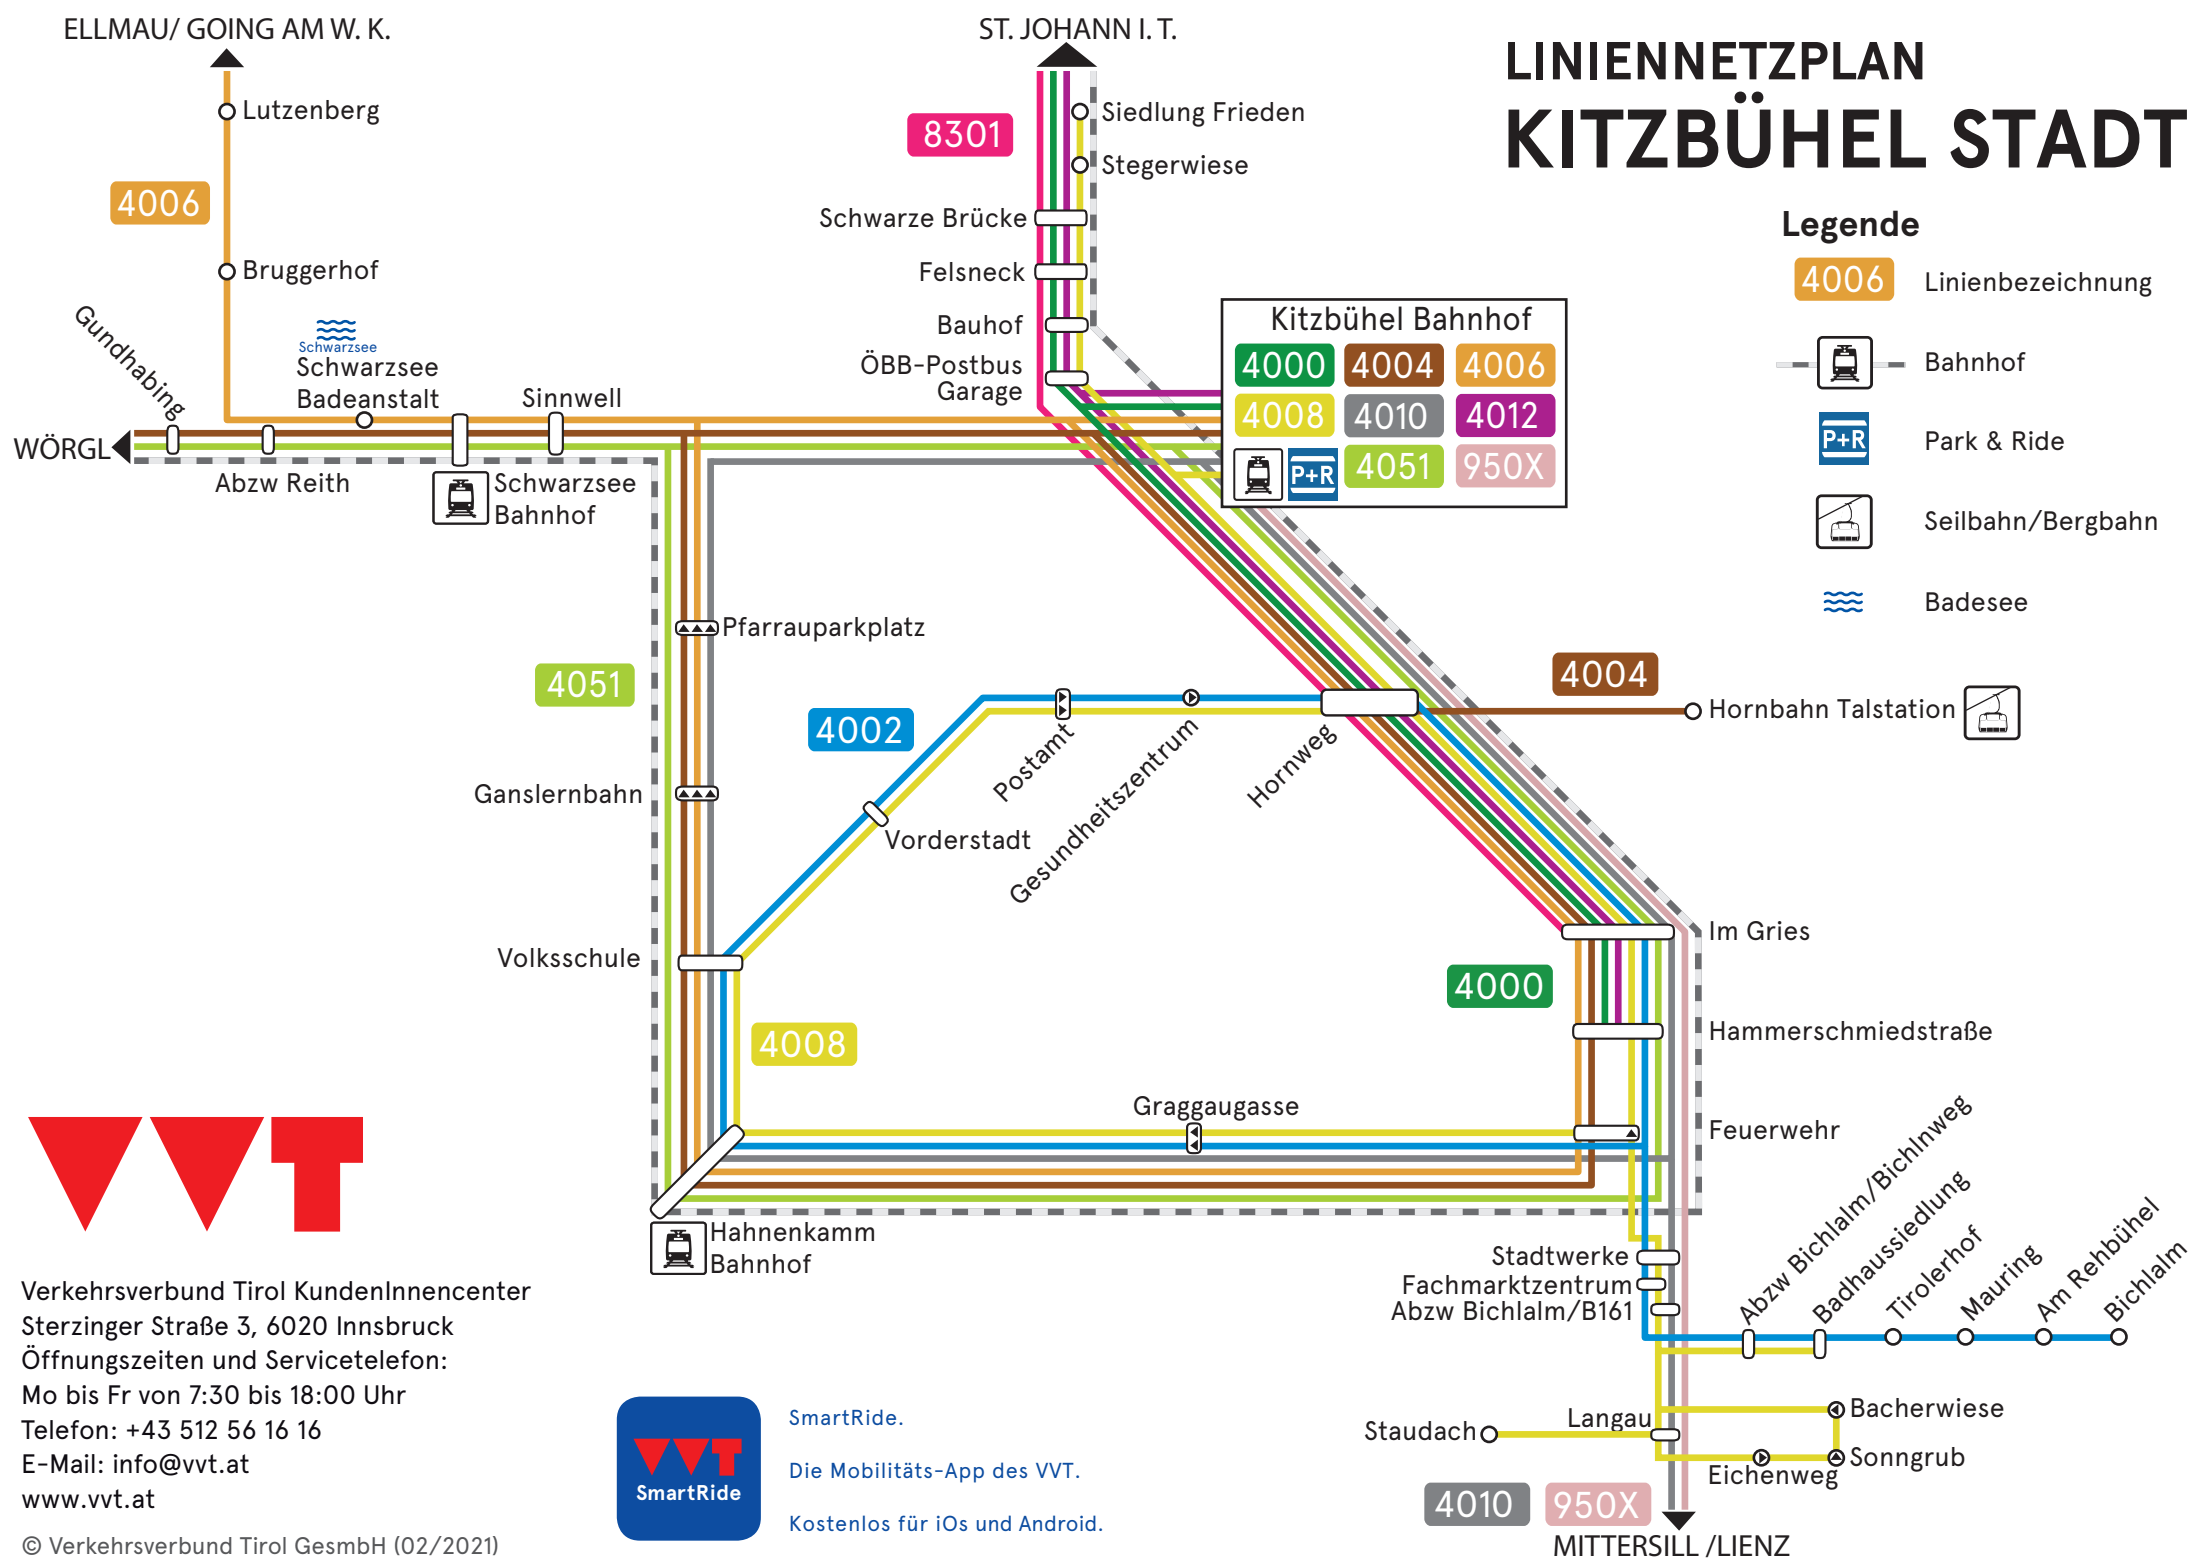 ELLMAU/ GOING AM W. K.
ST. JOHANN I. T.
LINIENNETZPLAN
KITZBÜHEL STADT
Lutzenberg
4006
Bruggerhof
8301
Siedlung Frieden
Stegerwiese
Schwarze Brücke
Felsneck
Bauhof
ÖBB-Postbus
Garage
Legende
4006 Linienbezeichnung
Bahnhof
P+R Park & Ride
Seilbahn/Bergbahn
Badesee
Kitzbühel Bahnhof
4000 4004 4006
4008 4010 4012
P+R 4051 950X
Gundhabing
Schwarzsee
Schwarzsee
Badeanstalt
Sinnwell
WÖRGL
Abzw Reith
Schwarzsee
Bahnhof
Pfarrauparkplatz
4051
4002
4004
Hornbahn Talstation
Postamt
Gesundheitszentrum
Hornweg
Ganslernbahn
Vorderstadt
Volksschule
Im Gries
4000
4008
Hammerschmiedstraße
Graggaugasse
Feuerwehr
Hahnenkamm
Bahnhof
Stadtwerke
Fachmarktzentrum
Abzw Bichlalm/B161
Abzw Bichlalm/Bichlnweg
Badhaussiedlung
Tirolerhof
Mauring
Am Rehbühel
Bichlalm
Staudach
Langau
Bacherwiese
Sonngrub
Eichenweg
4010 950X
MITTERSILL /LIENZ
VVT
Verkehrsverbund Tirol KundenInnencenter
Sterzinger Straße 3, 6020 Innsbruck
Öffnungszeiten und Servicetelefon:
Mo bis Fr von 7:30 bis 18:00 Uhr
Telefon: +43 512 56 16 16
E-Mail: info@vvt.at
www.vvt.at
© Verkehrsverbund Tirol GesmbH (02/2021)
VVT
SmartRide
SmartRide.
Die Mobilitäts-App des VVT.
Kostenlos für iOs und Android.